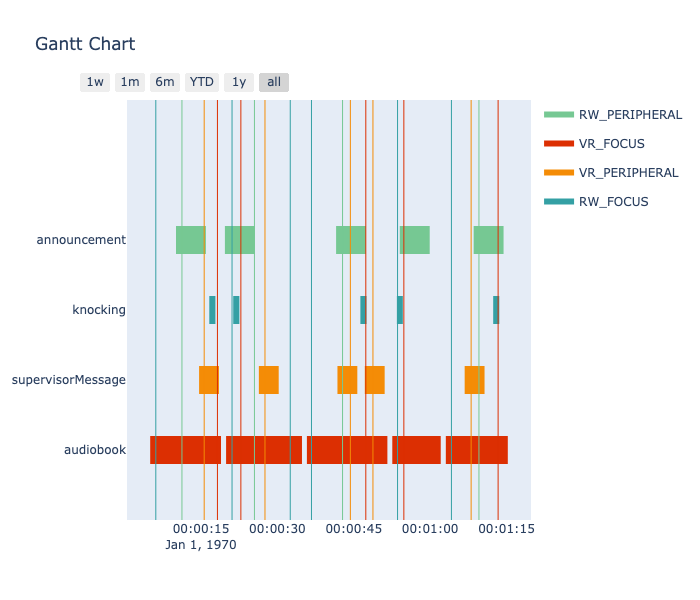 Gantt Chart
1w 1m 6m YTD 1y all
RW_PERIPHERAL
VR_FOCUS
VR_PERIPHERAL
RW_FOCUS
announcement
knocking
supervisorMessage
audiobook
00:00:15 00:00:30 00:00:45 00:01:00 00:01:15
Jan 1, 1970